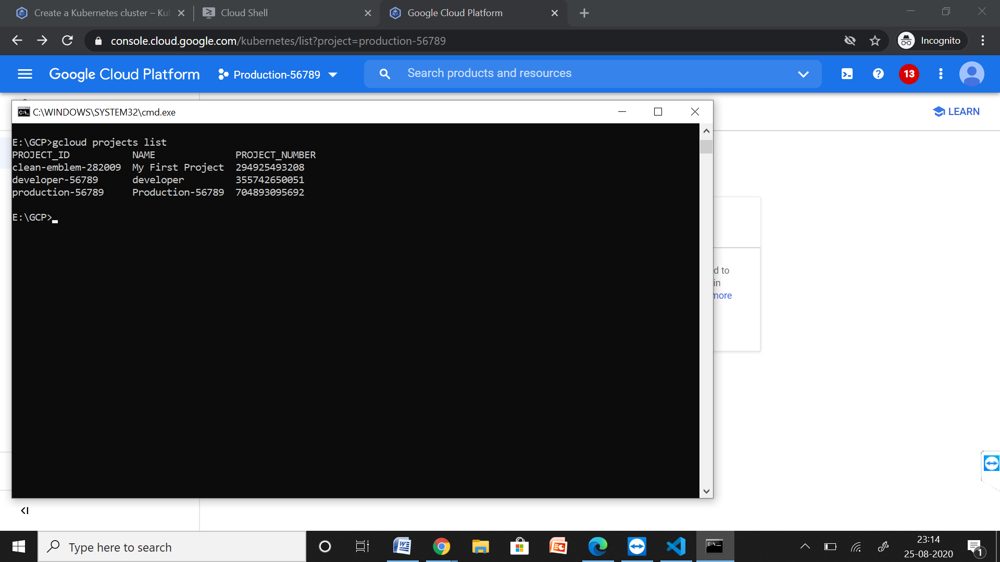 Create a Kubernetes cluster – Kub
Cloud Shell
Google Cloud Platform
console.cloud.google.com/kubernetes/list?project=production-56789
Incognito
Google Cloud Platform
Production-56789
Search products and resources
13
C:\WINDOWS\SYSTEM32\cmd.exe
LEARN
E:\GCP>gcloud projects list
PROJECT_ID NAME PROJECT_NUMBER
clean-emblem-282009 My First Project 294925493208
developer-56789 developer 355742650051
production-56789 Production-56789 704893095692
E:\GCP>
d to
in
more
Type here to search
23:14
25-08-2020
1